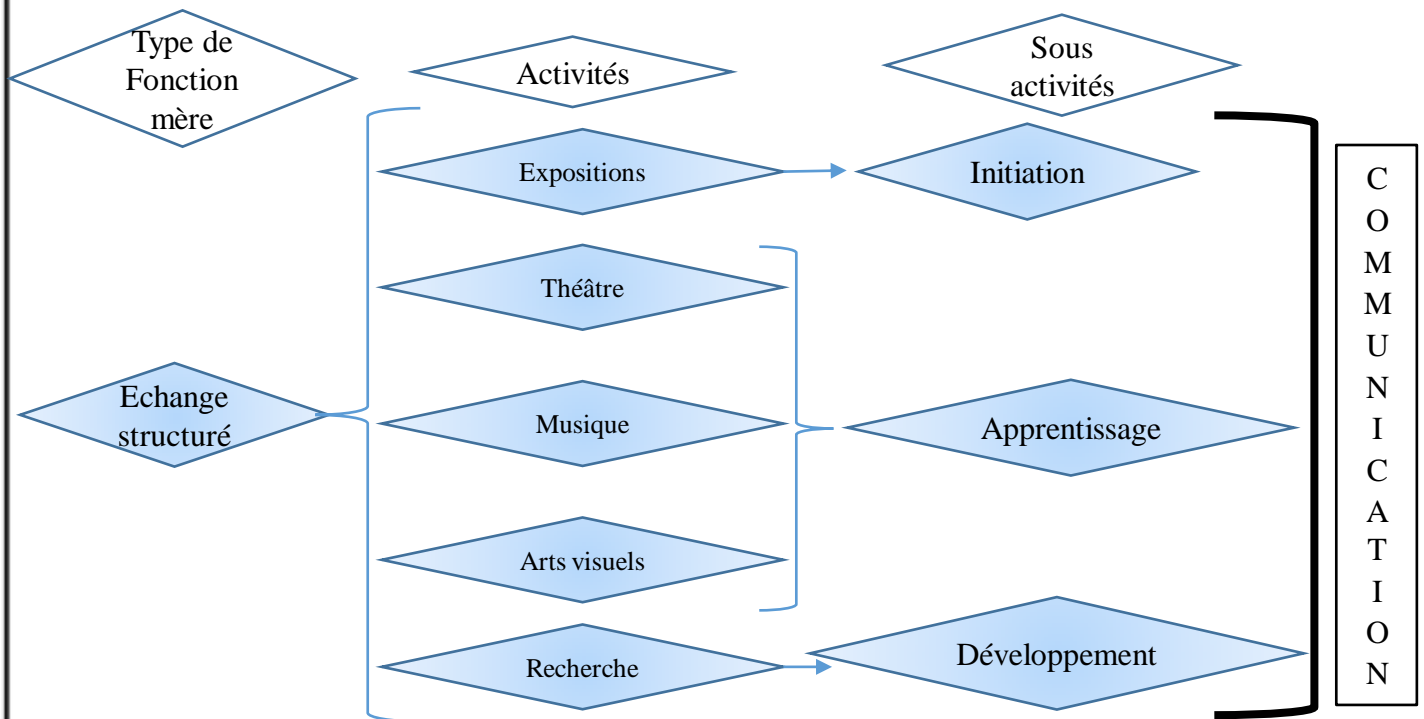 Type de
Fonction
mère
Activités
Sous
activités
Expositions
Initiation
Théâtre
Echange
structuré
Musique
Apprentissage
Arts visuels
Recherche
Développement
C
O
M
M
U
N
I
C
A
T
I
O
N